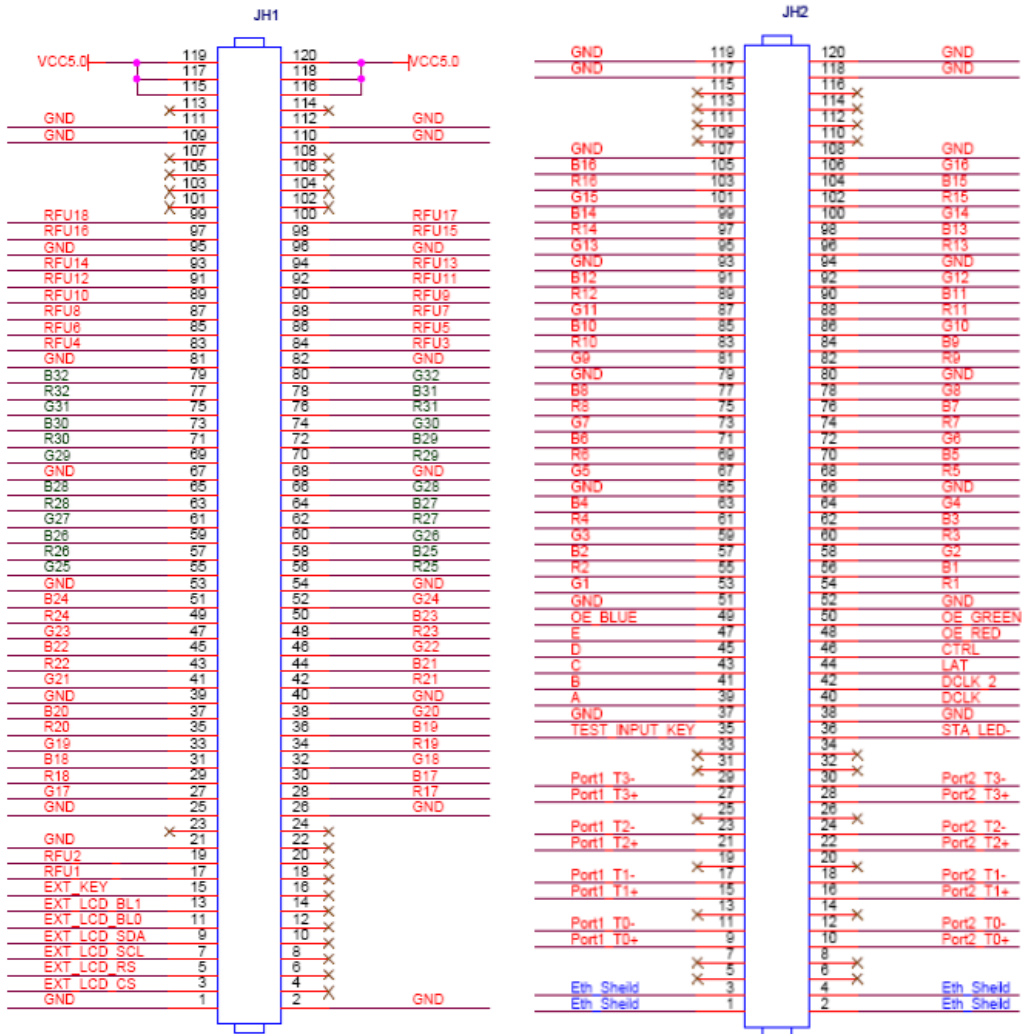 JH1
VCC5.0 119 120 VCC5.0
117 118
115 116
113 114
GND 111 112 GND
GND 109 110 GND
107 108
105 106
103 104
101 102
RFU18 99 100 RFU17
RFU16 97 98 RFU15
GND 95 96 GND
RFU14 93 94 RFU13
RFU12 91 92 RFU11
RFU10 89 90 RFU9
RFU8 87 88 RFU7
RFU6 85 86 RFU5
RFU4 83 84 RFU3
GND 81 82 GND
B32 79 80 G32
R32 77 78 B31
G31 75 76 R31
B30 73 74 G30
R30 71 72 B29
G29 69 70 R29
GND 67 68 GND
B28 65 66 G28
R28 63 64 B27
G27 61 62 R27
B26 59 60 G26
R26 57 58 B25
G25 55 56 R25
GND 53 54 GND
B24 51 52 G24
R24 49 50 B23
G23 47 48 R23
B22 45 46 G22
R22 43 44 B21
G21 41 42 R21
GND 39 40 GND
B20 37 38 G20
R20 35 36 B19
G19 33 34 R19
B18 31 32 G18
R18 29 30 B17
G17 27 28 R17
GND 25 26 GND
23 24
GND 21 22
RFU2 19 20
RFU1 17 18
EXT_KEY 15 16
EXT_LCD_BL1 13 14
EXT_LCD_BL0 11 12
EXT_LCD_SDA 9 10
EXT_LCD_SCL 7 8
EXT_LCD_RS 5 6
EXT_LCD_CS 3 4
GND 1 2 GND
JH2
GND 119 120 GND
GND 117 118 GND
115 116
113 114
111 112
109 110
GND 107 108 GND
B16 105 106 G16
R16 103 104 B15
G15 101 102 R15
B14 99 100 G14
R14 97 98 B13
G13 95 96 R13
GND 93 94 GND
B12 91 92 G12
R12 89 90 B11
G11 87 88 R11
B10 85 86 G10
R10 83 84 B9
G9 81 82 R9
GND 79 80 GND
B8 77 78 G8
R8 75 76 B7
G7 73 74 R7
B6 71 72 G6
R6 69 70 B5
G5 67 68 R5
GND 65 66 GND
B4 63 64 G4
R4 61 62 B3
G3 59 60 R3
B2 57 58 G2
R2 55 56 B1
G1 53 54 R1
GND 51 52 GND
OE_BLUE 49 50 OE_GREEN
E 47 48 OE_RED
D 45 46 CTRL
C 43 44 LAT
B 41 42 DCLK_2
A 39 40 DCLK
GND 37 38 GND
TEST_INPUT_KEY 35 36 STA_LED-
33 34
31 32
Port1_T3- 29 30 Port2_T3-
Port1_T3+ 27 28 Port2_T3+
25 26
Port1_T2- 23 24 Port2_T2-
Port1_T2+ 21 22 Port2_T2+
19 20
Port1_T1- 17 18 Port2_T1-
Port1_T1+ 15 16 Port2_T1+
13 14
Port1_T0- 11 12 Port2_T0-
Port1_T0+ 9 10 Port2_T0+
7 8
5 6
Eth_Sheild 3 4 Eth_Sheild
Eth_Sheild 1 2 Eth_Sheild